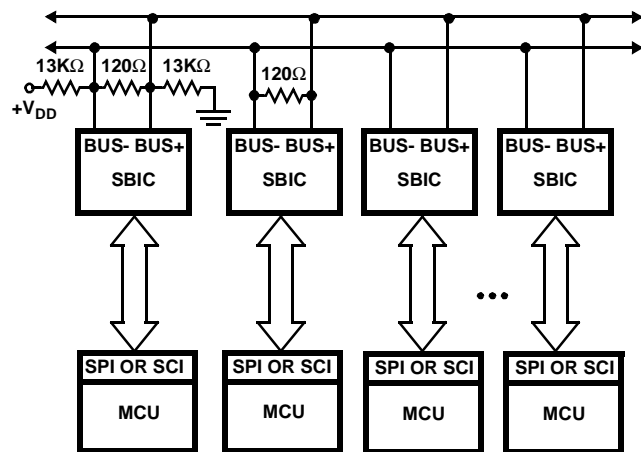 13KΩ 120Ω 13KΩ 120Ω
+VDD
BUS- BUS+ BUS- BUS+ BUS- BUS+ BUS- BUS+
SBIC SBIC SBIC SBIC
SPI OR SCI SPI OR SCI SPI OR SCI SPI OR SCI
MCU MCU MCU MCU